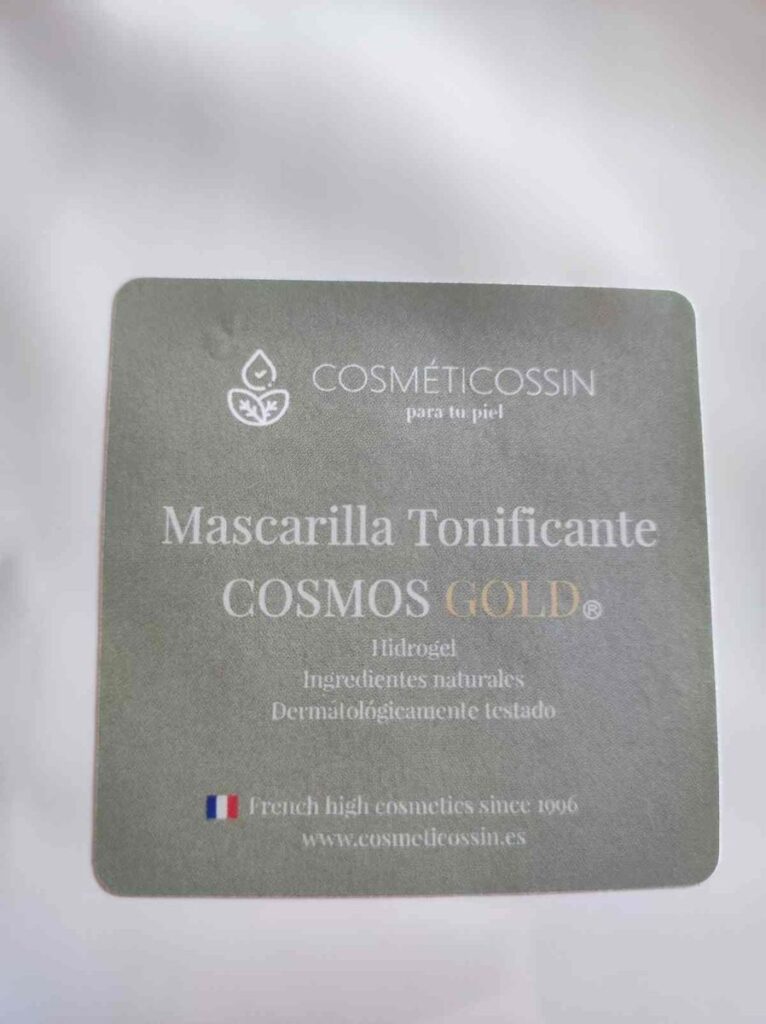 COSMÉTICOSSIN
para tu piel
Mascarilla Tonificante
COSMOS GOLD®
Hidrogel
Ingredientes naturales
Dermatológicamente testado
French high cosmetics since 1996
www.cosmeticossin.es